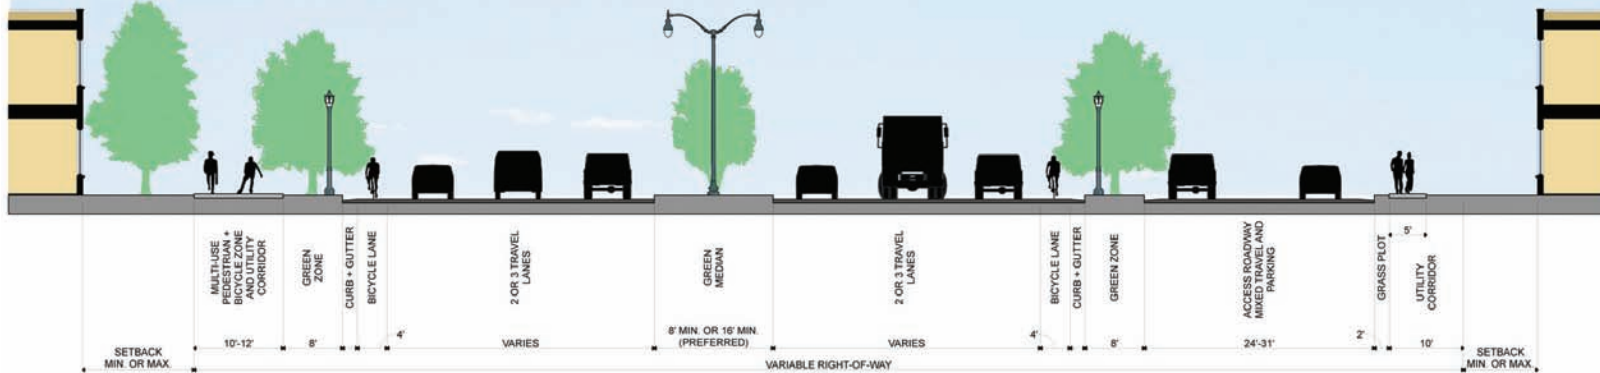 MULTI-USE
PEDESTRIAN +
BICYCLE ZONE
AND UTILITY
CORRIDOR
GREEN
ZONE
CURB + GUTTER
BICYCLE LANE
2 OR 3 TRAVEL
LANES
GREEN
MEDIAN
2 OR 3 TRAVEL
LANES
BICYCLE LANE
CURB + GUTTER
GREEN ZONE
ACCESS ROADWAY
MIXED TRAVEL AND
PARKING
GRASS PLOT
5'
UTILITY
CORRIDOR
SETBACK
MIN. OR MAX.
10'-12'
8'
4'
VARIES
8' MIN. OR 16' MIN.
(PREFERRED)
VARIES
4'
8'
24'-31'
2'
10'
SETBACK
MIN. OR MAX.
VARIABLE RIGHT-OF-WAY